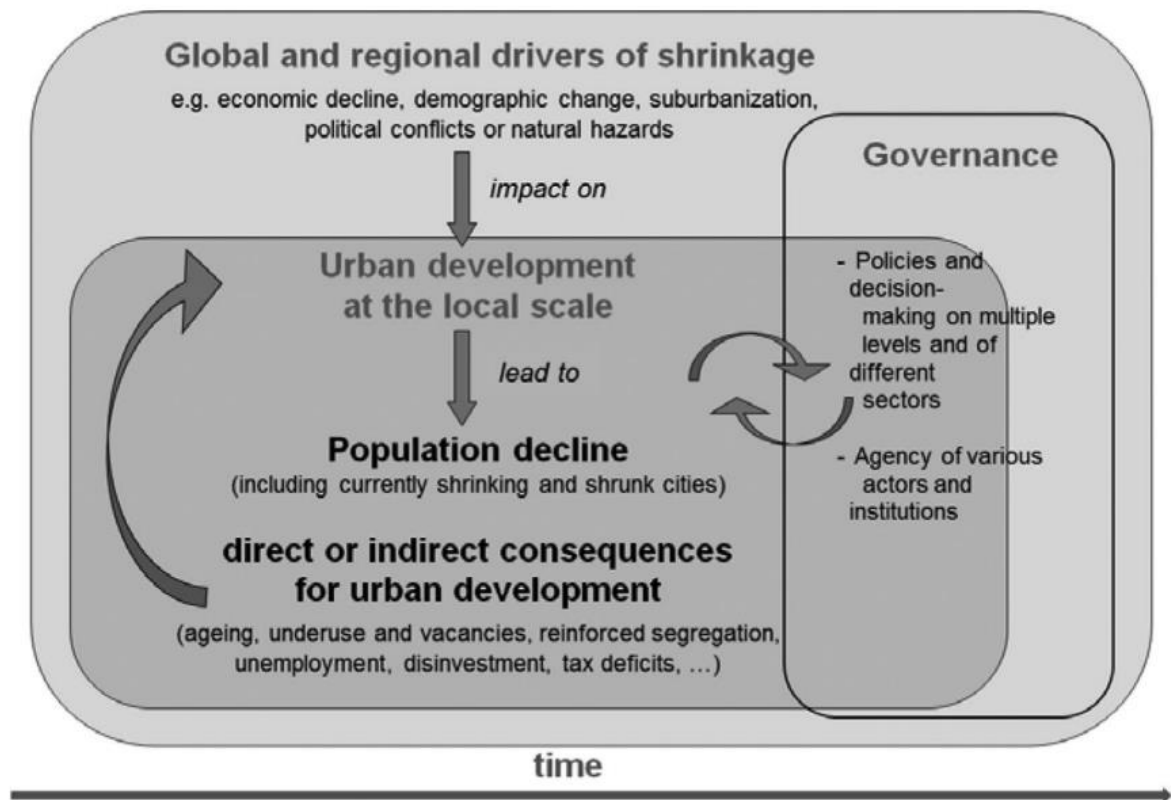 Global and regional drivers of shrinkage
e.g. economic decline, demographic change, suburbanization,
political conflicts or natural hazards
impact on
Governance
Urban development
at the local scale
lead to
- Policies and
decision-
making on multiple
levels and of
different
sectors
- Agency of various
actors and
institutions
Population decline
(including currently shrinking and shrunk cities)
direct or indirect consequences
for urban development
(ageing, underuse and vacancies, reinforced segregation,
unemployment, disinvestment, tax deficits, ...)
time